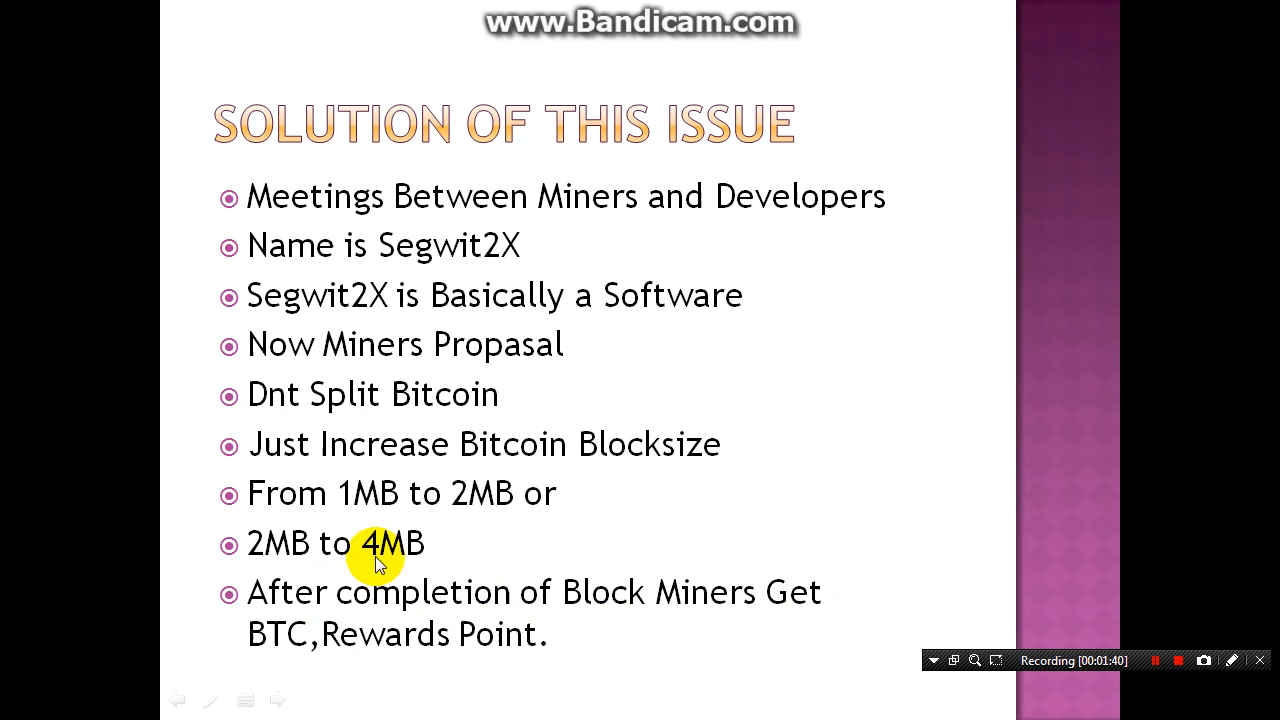 www.Bandicam.com
SOLUTION OF THIS ISSUE
Meetings Between Miners and Developers
Name is Segwit2X
Segwit2X is Basically a Software
Now Miners Propasal
Dnt Split Bitcoin
Just Increase Bitcoin Blocksize
From 1MB to 2MB or
2MB to 4MB
After completion of Block Miners Get
BTC,Rewards Point.
Recording [00:01:40]